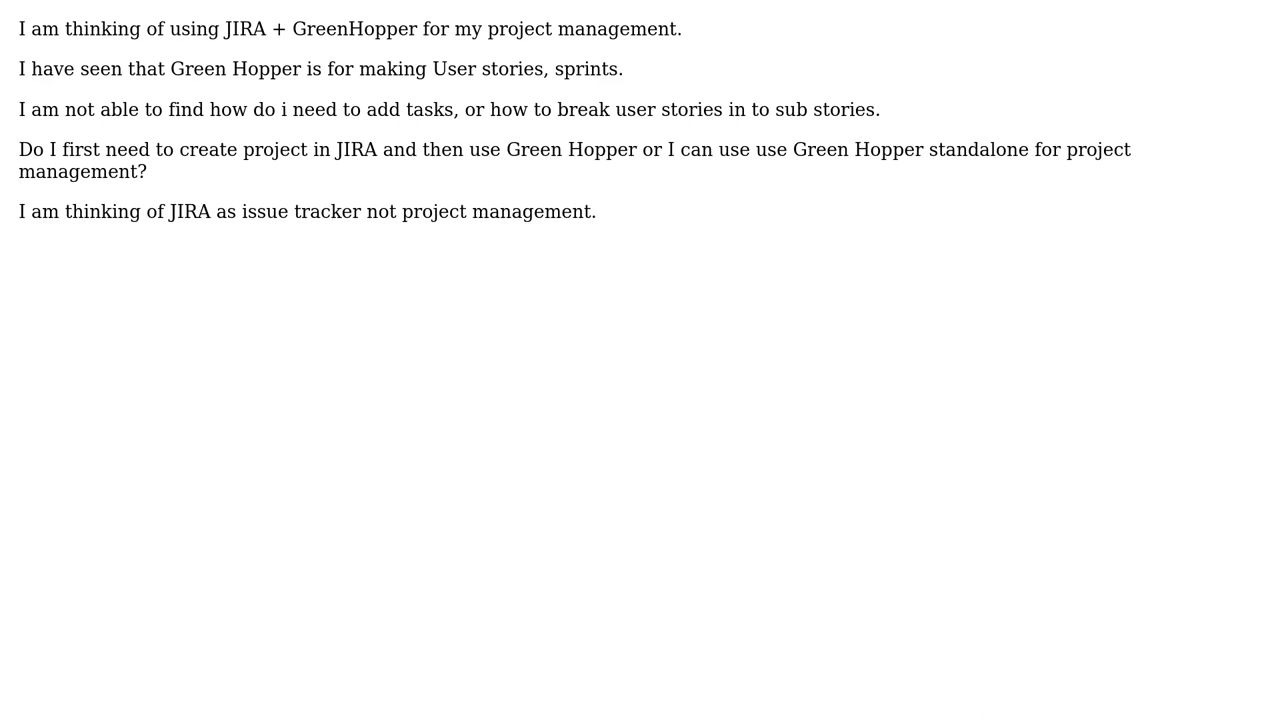 I am thinking of using JIRA + GreenHopper for my project management.
I have seen that Green Hopper is for making User stories, sprints.
I am not able to find how do i need to add tasks, or how to break user stories in to sub stories.
Do I first need to create project in JIRA and then use Green Hopper or I can use use Green Hopper standalone for project
management?
I am thinking of JIRA as issue tracker not project management.